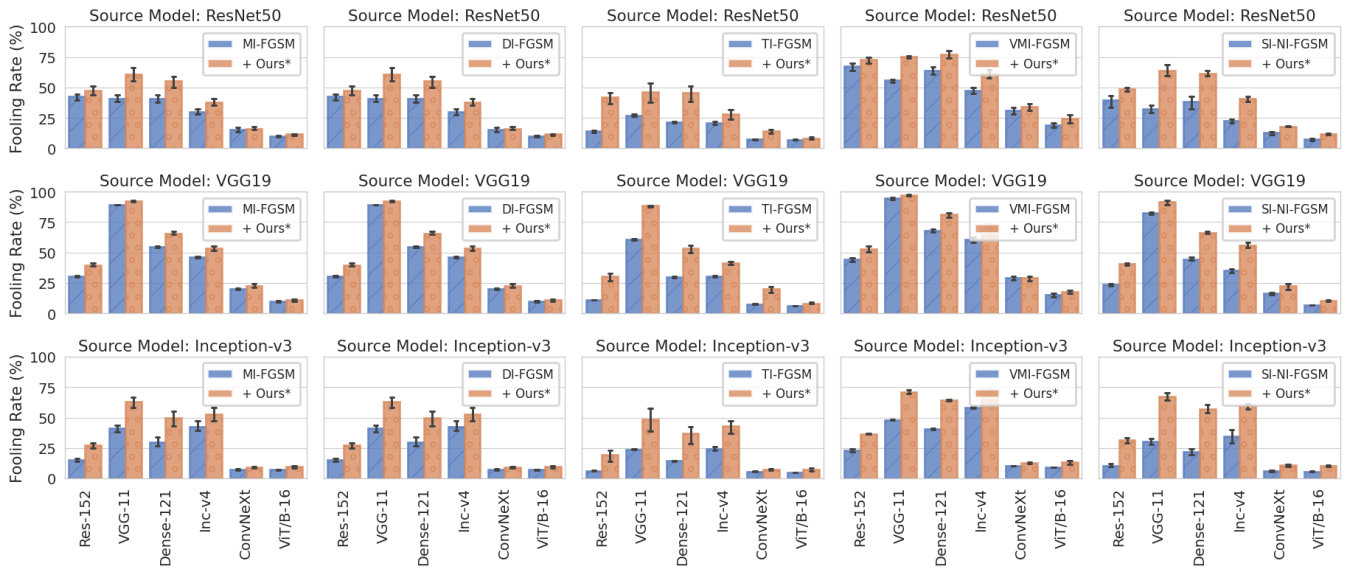 Source Model: ResNet50
Source Model: ResNet50
Source Model: ResNet50
Source Model: ResNet50
Source Model: ResNet50
Fooling Rate (%)
100
75
50
25
0
MI-FGSM
+ Ours*
DI-FGSM
+ Ours*
TI-FGSM
+ Ours*
VMI-FGSM
+ Ours*
SI-NI-FGSM
+ Ours*
Source Model: VGG19
Source Model: VGG19
Source Model: VGG19
Source Model: VGG19
Source Model: VGG19
Fooling Rate (%)
100
75
50
25
0
MI-FGSM
+ Ours*
DI-FGSM
+ Ours*
TI-FGSM
+ Ours*
VMI-FGSM
+ Ours*
SI-NI-FGSM
+ Ours*
Source Model: Inception-v3
Source Model: Inception-v3
Source Model: Inception-v3
Source Model: Inception-v3
Source Model: Inception-v3
Fooling Rate (%)
100
75
50
25
0
MI-FGSM
+ Ours*
DI-FGSM
+ Ours*
TI-FGSM
+ Ours*
VMI-FGSM
+ Ours*
SI-NI-FGSM
+ Ours*
Res-152
VGG-11
Dense-121
Inc-v4
ConvNeXt
ViT/B-16
Res-152
VGG-11
Dense-121
Inc-v4
ConvNeXt
ViT/B-16
Res-152
VGG-11
Dense-121
Inc-v4
ConvNeXt
ViT/B-16
Res-152
VGG-11
Dense-121
Inc-v4
ConvNeXt
ViT/B-16
Res-152
VGG-11
Dense-121
Inc-v4
ConvNeXt
ViT/B-16